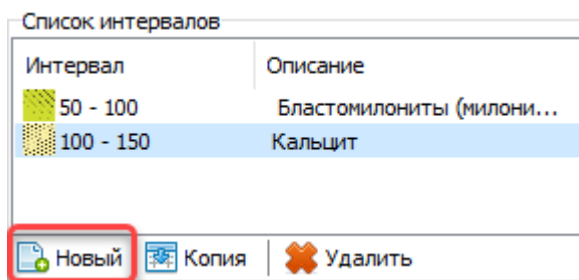 Список интервалов
Интервал Описание
50 - 100 Бластомилониты (милони...
100 - 150 Кальцит
Новый Копия Удалить